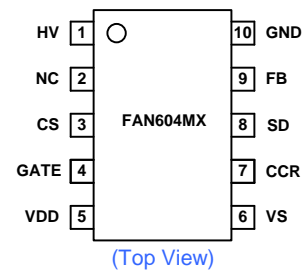 HV 1 10 GND
NC 2 9 FB
CS 3 FAN604MX 8 SD
GATE 4 7 CCR
VDD 5 6 VS
(Top View)